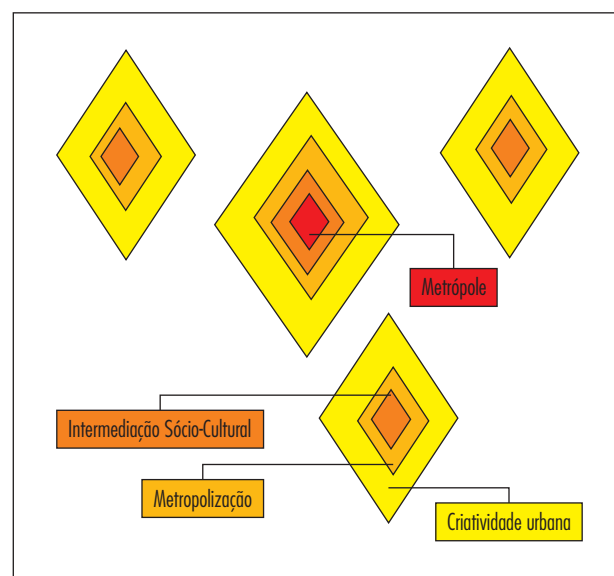 Metrópole
Intermediação Sócio-Cultural
Metropolização
Criatividade urbana